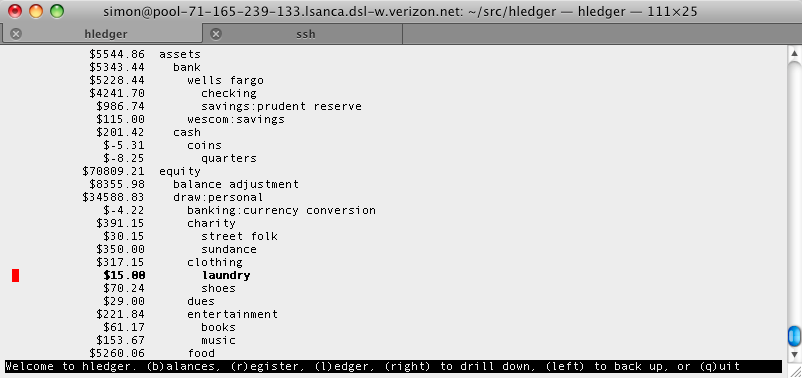 simon@pool-71-165-239-133.lsanca.dsl-w.verizon.net: ~/src/hledger — hledger — 111×25
hledger ssh
$5544.86 assets
$5343.44 bank
$5228.44 wells fargo
$4241.70 checking
$986.74 savings:prudent reserve
$115.00 wescom:savings
$201.42 cash
$-5.31 coins
$-8.25 quarters
$70809.21 equity
$8355.98 balance adjustment
$34588.83 draw:personal
$-4.22 banking:currency conversion
$391.15 charity
$30.15 street folk
$350.00 sundance
$317.15 clothing
$15.00 laundry
$70.24 shoes
$29.00 dues
$221.84 entertainment
$61.17 books
$153.67 music
$5260.06 food
Welcome to hledger. (b)alances, (r)egister, (l)edger, (right) to drill down, (left) to back up, or (q)uit